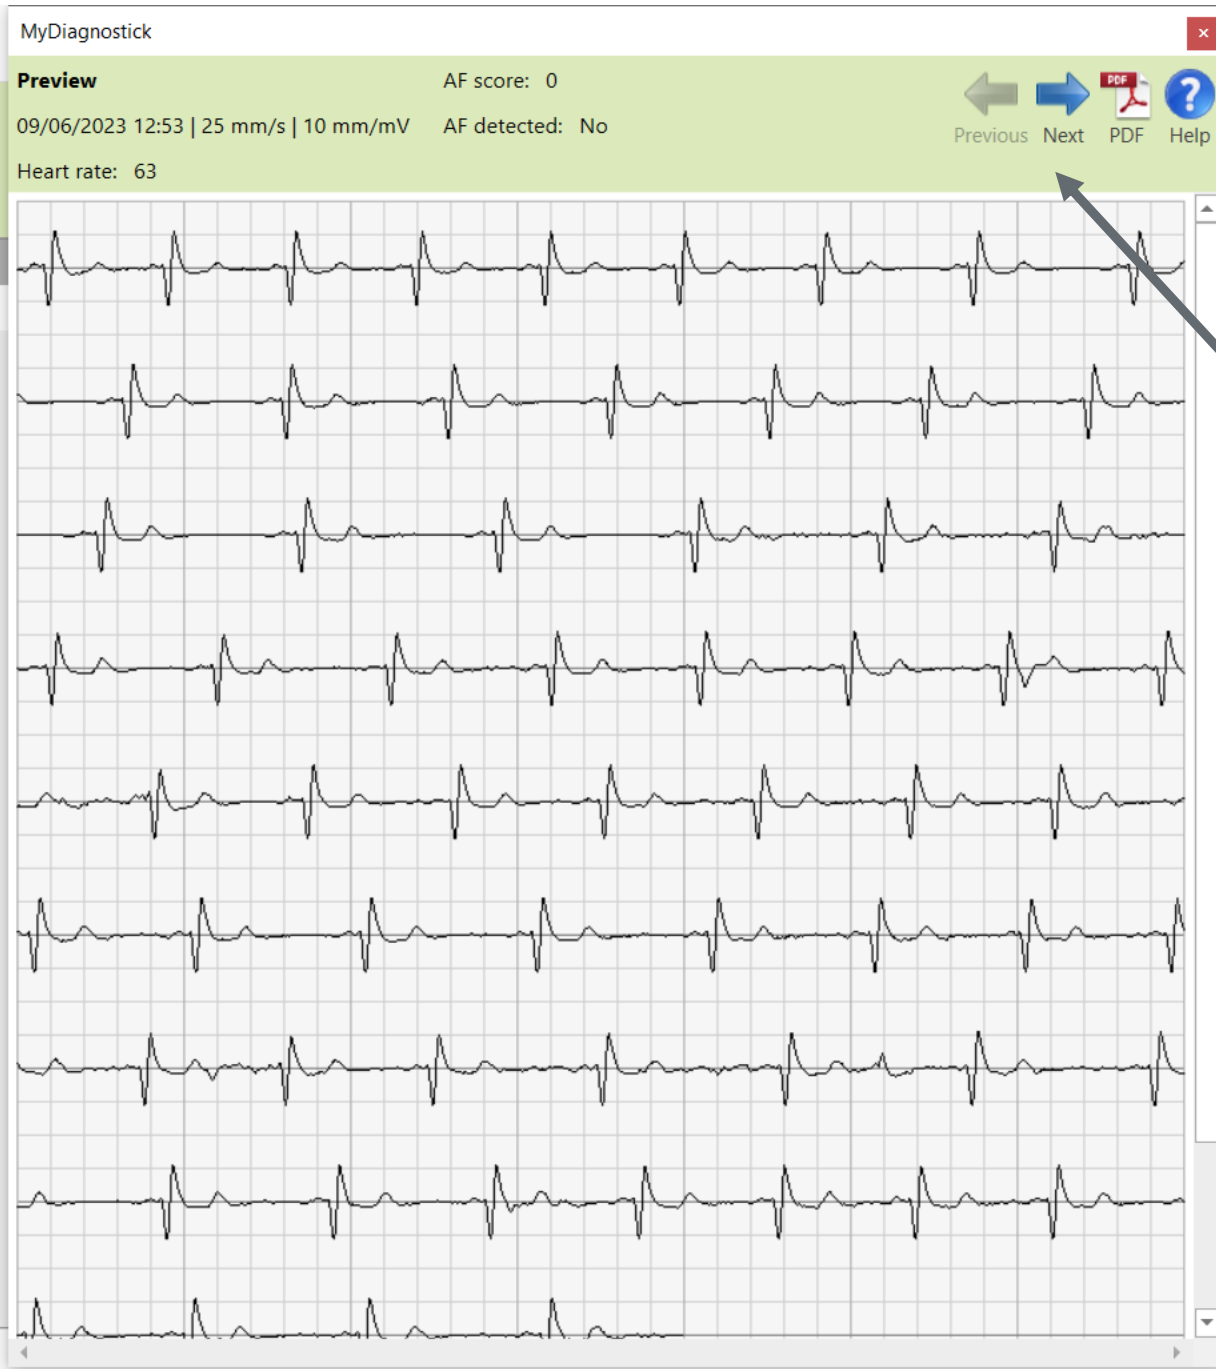 MyDiagnostick
Preview
AF score: 0
09/06/2023 12:53 | 25 mm/s | 10 mm/mV
AF detected: No
Heart rate: 63
Previous
Next
PDF
PDF
?
Help